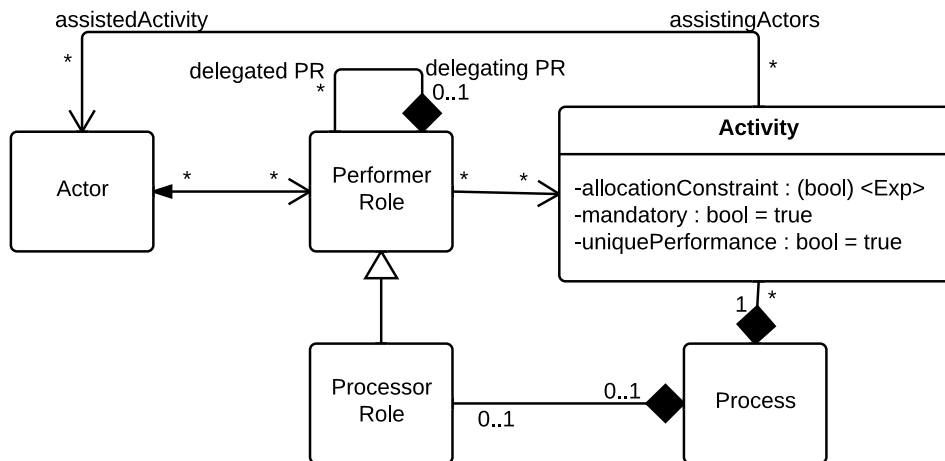 assistedActivity
assistingActors
*
delegated PR
delegating PR
*
*
0..1
Activity
Actor
*
*
Performer
Role
*
*
-allocationConstraint : (bool) <Exp>
-mandatory : bool = true
-uniquePerformance : bool = true
1
*
Processor
Role
0..1
0..1
Process